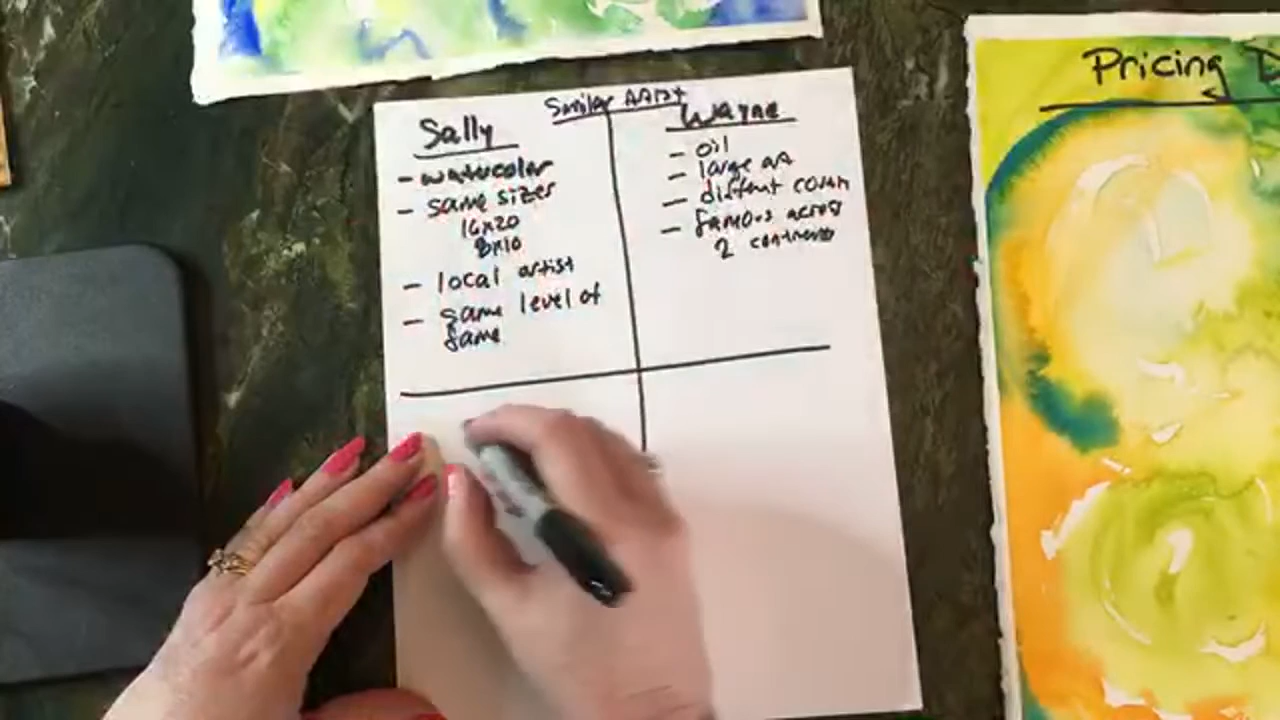 Similar Artist
Sally
- watercolor
- same sizes
16x20
8x10
- local artist
- same level of
fame
Wayne
- oil
- large art
- different
- famous across
2 continents
Pricing